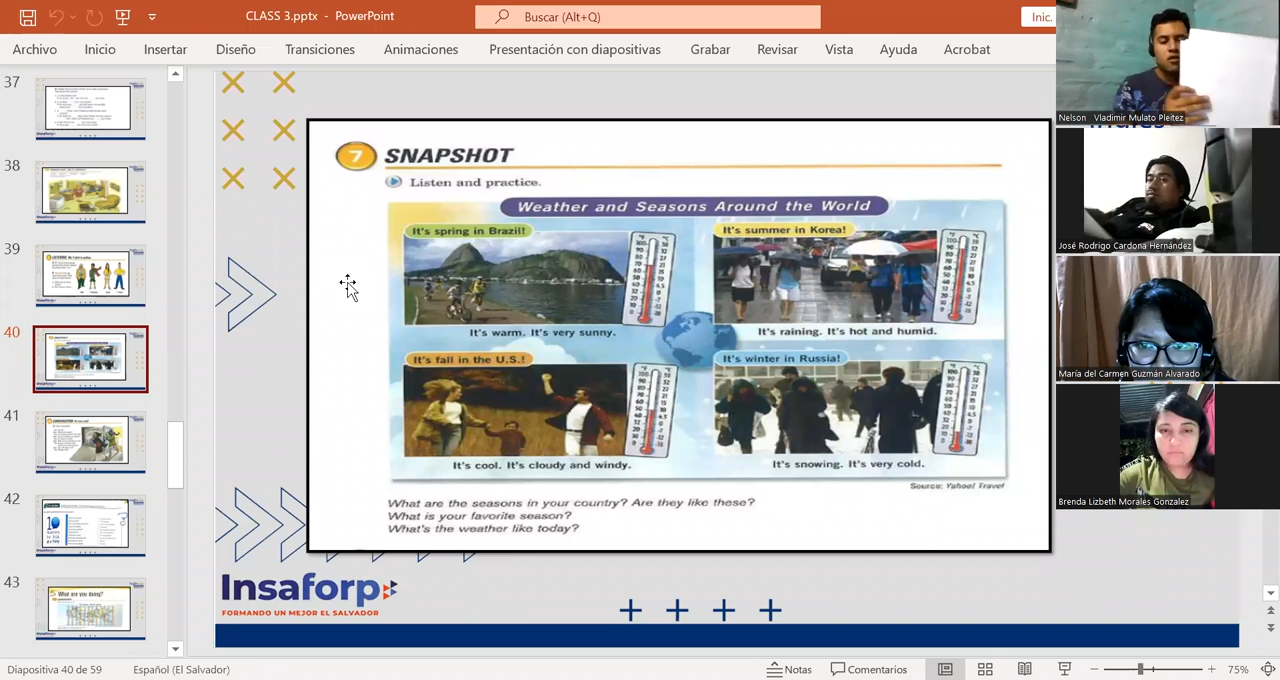 CLASS 3.pptx - PowerPoint
Buscar (Alt+Q)
Inic.
Archivo Inicio Insertar Diseño Transiciones Animaciones Presentación con diapositivas Grabar Revisar Vista Ayuda Acrobat
37
38
39
40
41
42
43
7 SNAPSHOT
Listen and practice.
Weather and Seasons Around the World
It's spring in Brazil!
It's warm. It's very sunny.
It's summer in Korea!
It's raining. It's hot and humid.
It's fall in the U.S.!
It's cool. It's cloudy and windy.
It's winter in Russia!
It's snowing. It's very cold.
Source: Yahoo! Travel
What are the seasons in your country? Are they like these?
What is your favorite season?
What's the weather like today?
Insaforp
FORMANDO UN MEJOR EL SALVADOR
Nelson Vladimir Mulato Pleitez
José Rodrigo Cardona Hernández
María del Carmen Guzmán Alvarado
Brenda Lizbeth Morales Gonzalez
Diapositiva 40 de 59 Español (El Salvador) Notas Comentarios 75%